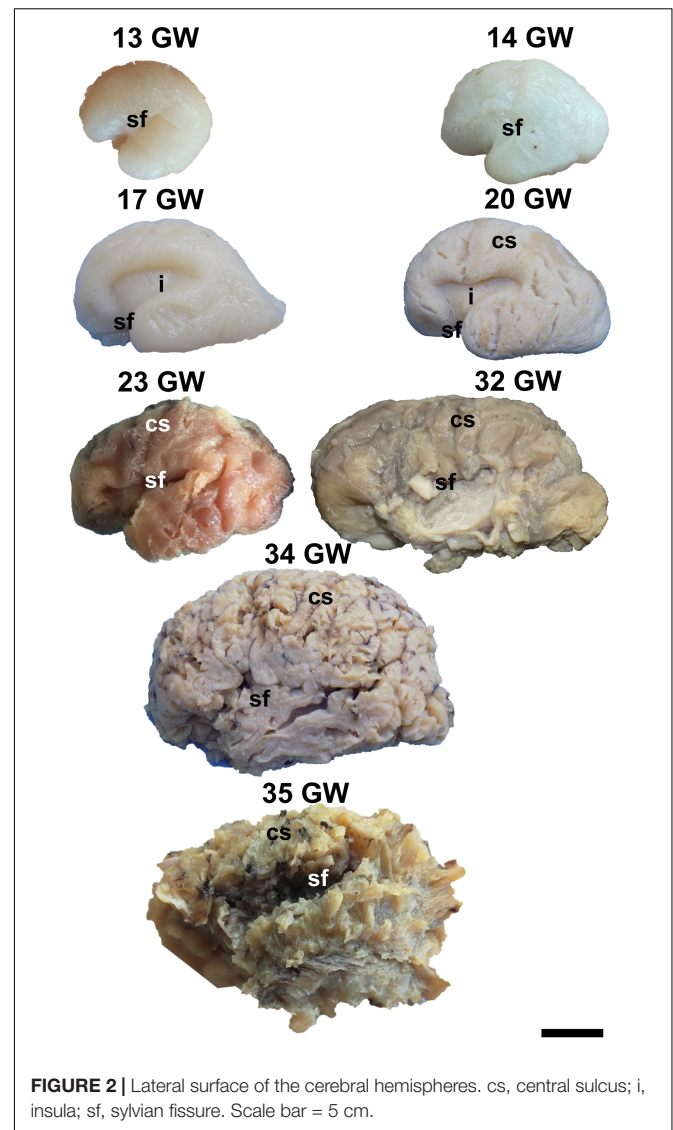 13 GW
14 GW
sf
sf
17 GW
20 GW
cs
i
i
sf
sf
23 GW
32 GW
cs
cs
sf
sf
34 GW
cs
sf
35 GW
cs
sf
FIGURE 2 | Lateral surface of the cerebral hemispheres. cs, central sulcus; i,
insula; sf, sylvian fissure. Scale bar = 5 cm.